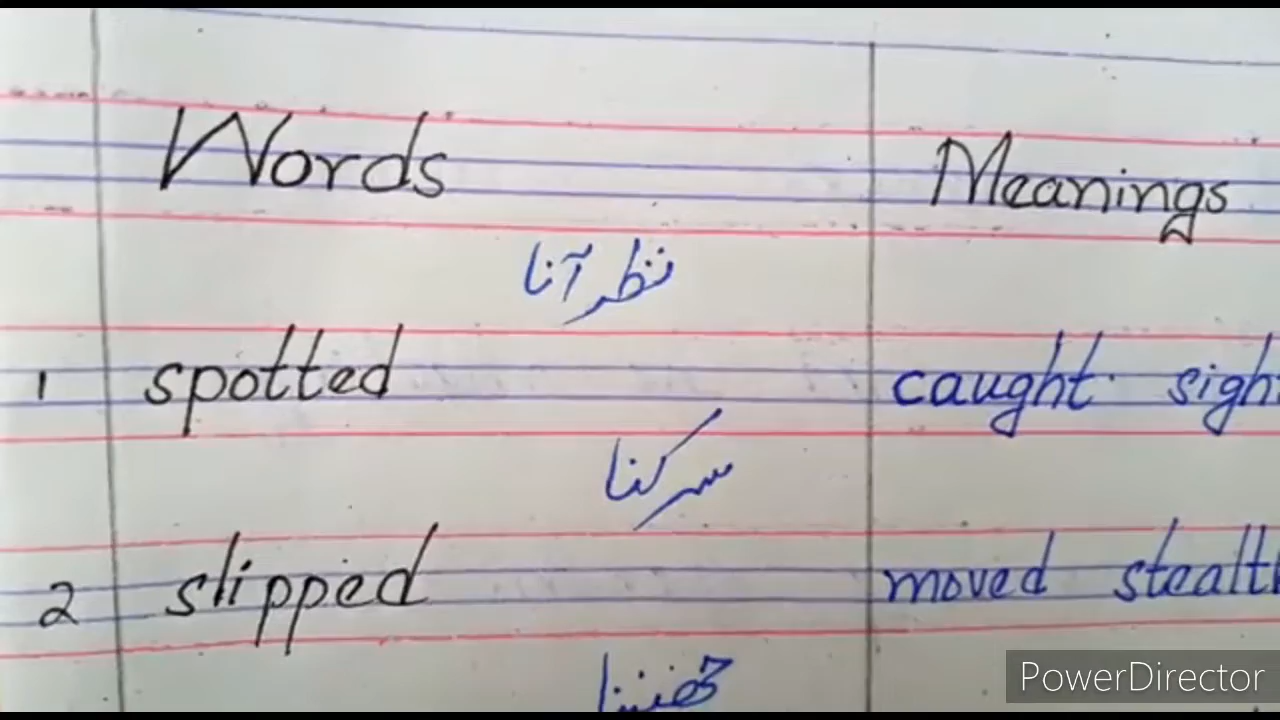 Words Meanings
نظر آنا
1 spotted caught sigh
سرکنا
2 slipped moved stealt
PowerDirector